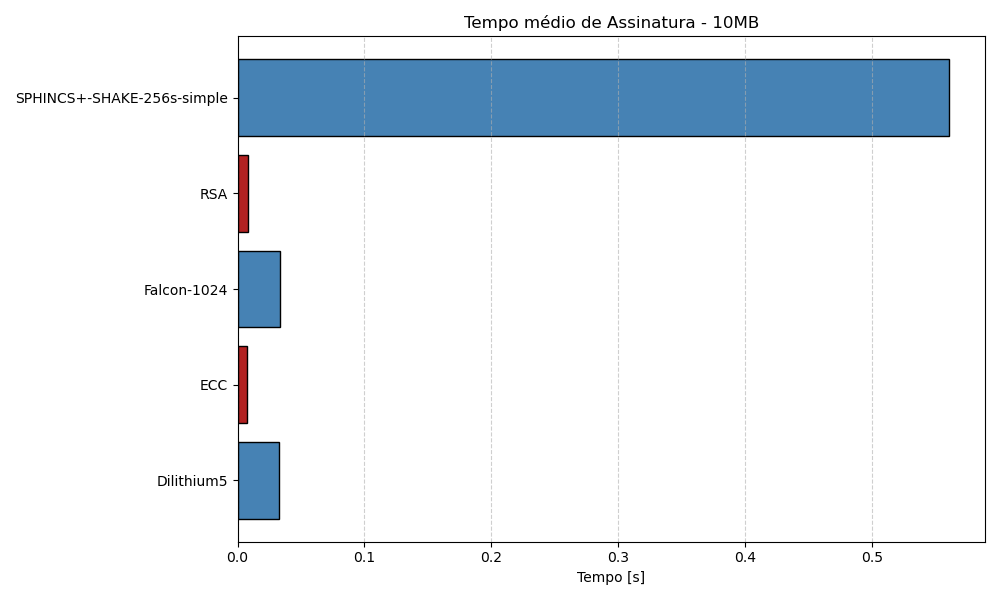 Tempo médio de Assinatura - 10MB
SPHINCS+-SHAKE-256s-simple
RSA
Falcon-1024
ECC
Dilithium5
0.0 0.1 0.2 0.3 0.4 0.5
Tempo [s]